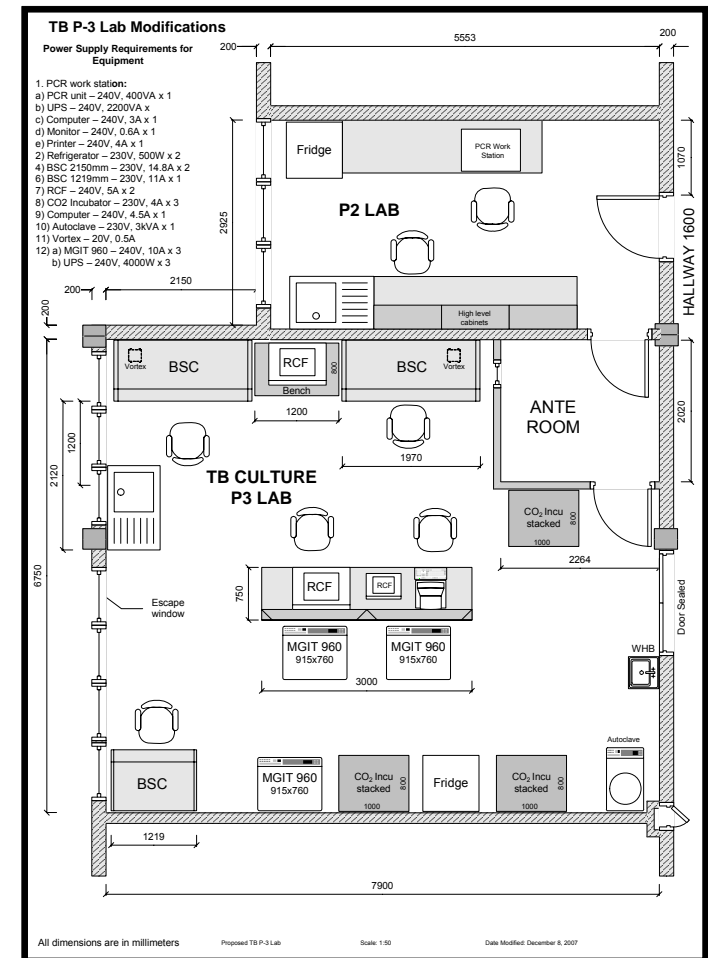 TB P-3 Lab Modifications
Power Supply Requirements for
Equipment
1. PCR work station:
a) PCR unit – 240V, 400VA x 1
b) UPS – 240V, 2200VA x
c) Computer – 240V, 3A x 1
d) Monitor – 240V, 0.6A x 1
e) Printer – 240V, 4A x 1
2) Refrigerator – 230V, 500W x 2
4) BSC 2150mm – 230V, 14.8A x 2
6) BSC 1219mm – 230V, 11A x 1
7) RCF – 240V, 5A x 2
8) CO2 Incubator – 230V, 4A x 3
9) Computer – 240V, 4.5A x 1
10) Autoclave – 230V, 3kVA x 1
11) Vortex – 20V, 0.5A
12) a) MGIT 960 – 240V, 10A x 3
b) UPS – 240V, 4000W x 3
200
5553
200
Fridge
PCR Work
Station
1070
2925
P2 LAB
HALLWAY 1600
2150
200
200
High level
cabinets
Vortex
BSC
RCF
800
Bench
BSC
Vortex
1200
1970
ANTE
ROOM
2020
1200
2120
TB CULTURE
P3 LAB
CO2 Incu
stacked
800
1000
2264
6750
750
RCF
RCF
Escape
window
Door Sealed
MGIT 960
915x760
MGIT 960
915x760
WHB
3000
Autoclave
BSC
MGIT 960
915x760
CO2 Incu
stacked
800
1000
Fridge
CO2 Incu
stacked
800
1000
1219
7900
All dimensions are in millimeters
Proposed TB P-3 Lab
Scale: 1:50
Date Modified: December 8, 2007